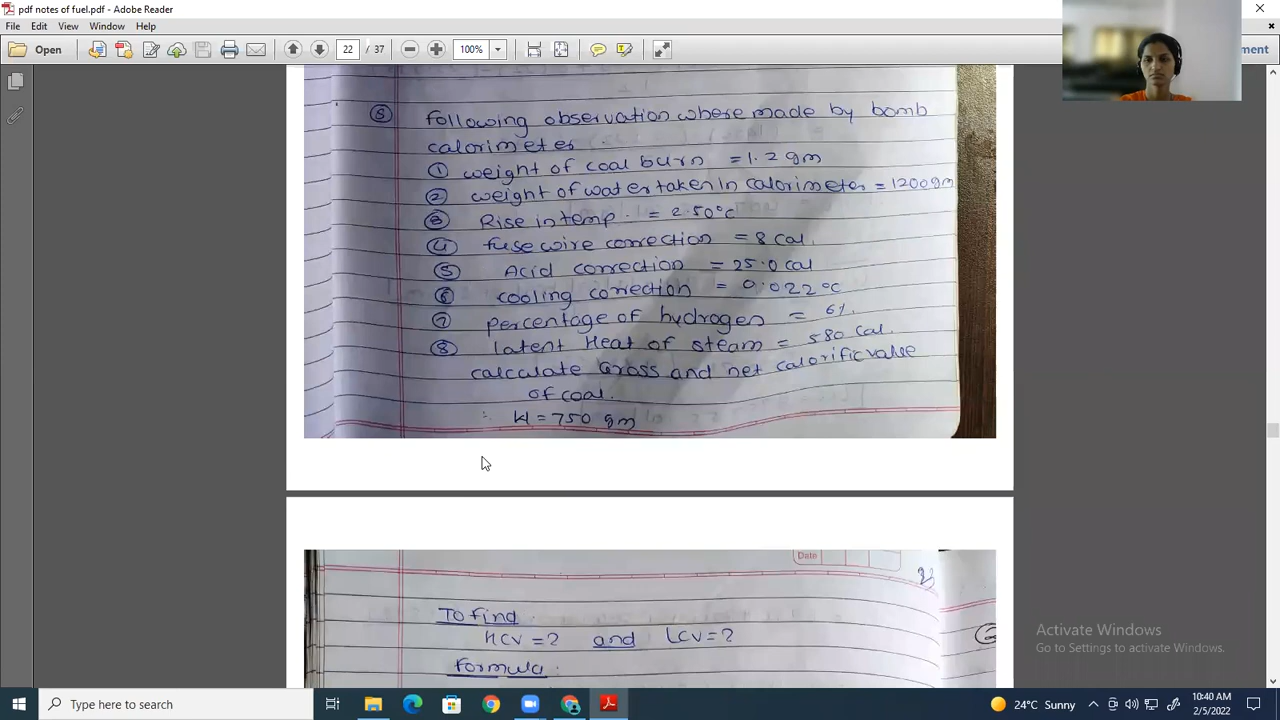 pdf notes of fuel.pdf - Adobe Reader
File Edit View Window Help
Open 22 / 37 100% ment
⑤ following observation where made by bomb
calorimeter
① weight of coal burn = 1.2 gm
② weight of water taken in calorimeter = 1200gm
③ Rise in temp. = 2.50°C
④ fuse wire correction = 8 Cal.
⑤ Acid correction = 25.0 Cal
⑥ cooling correction = 0.022°C
⑦ percentage of hydrogen = 6%.
⑧ latent Heat of steam = 580 Cal.
calculate Gross and net calorific value
of coal.
W = 750 gm
Date
To find
HCV = ? and LCV = ?
formula.
Activate Windows
Go to Settings to activate Windows.
Type here to search
24°C Sunny
10:40 AM
2/5/2022